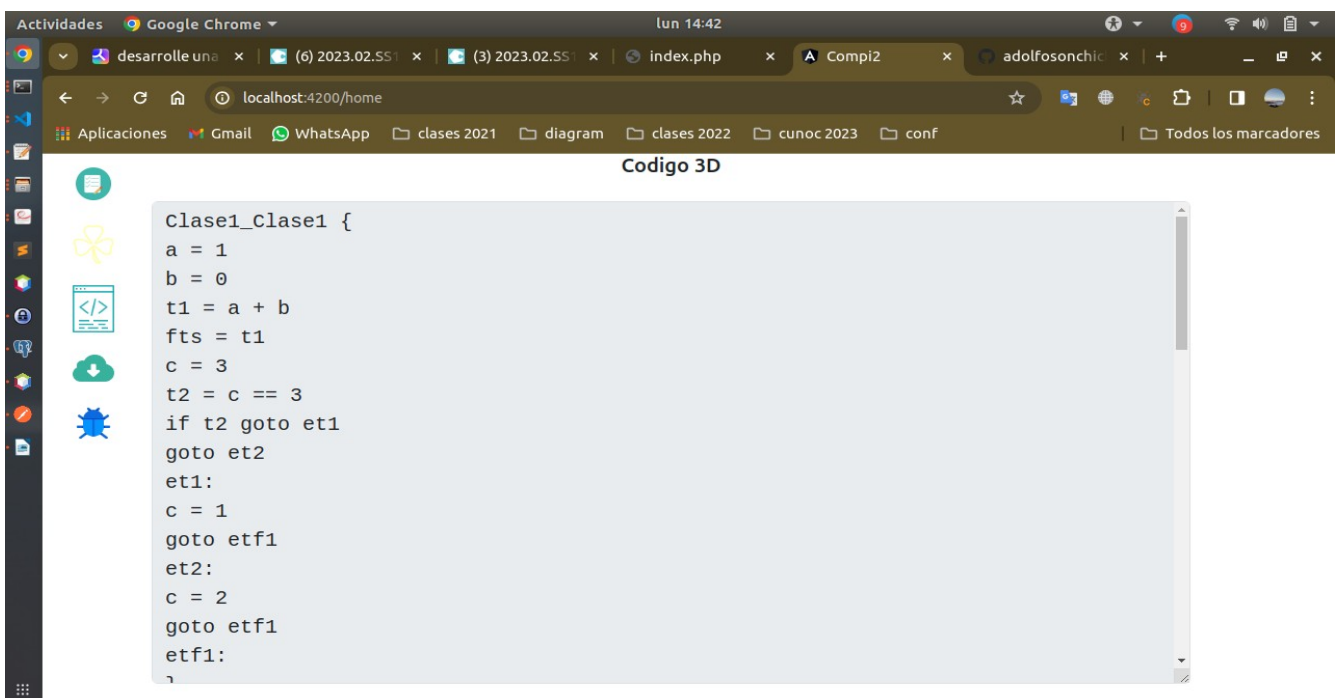 Actividades Google Chrome lun 14:42 9
desarrolle una (6) 2023.02.SS1 (3) 2023.02.SS1 index.php Compi2 adolfosonchic
localhost:4200/home
Aplicaciones Gmail WhatsApp clases 2021 diagram clases 2022 cunoc 2023 conf Todos los marcadores
Codigo 3D
Clase1_Clase1 {
a = 1
b = 0
t1 = a + b
fts = t1
c = 3
t2 = c == 3
if t2 goto et1
goto et2
et1:
c = 1
goto etf1
et2:
c = 2
goto etf1
etf1:
}